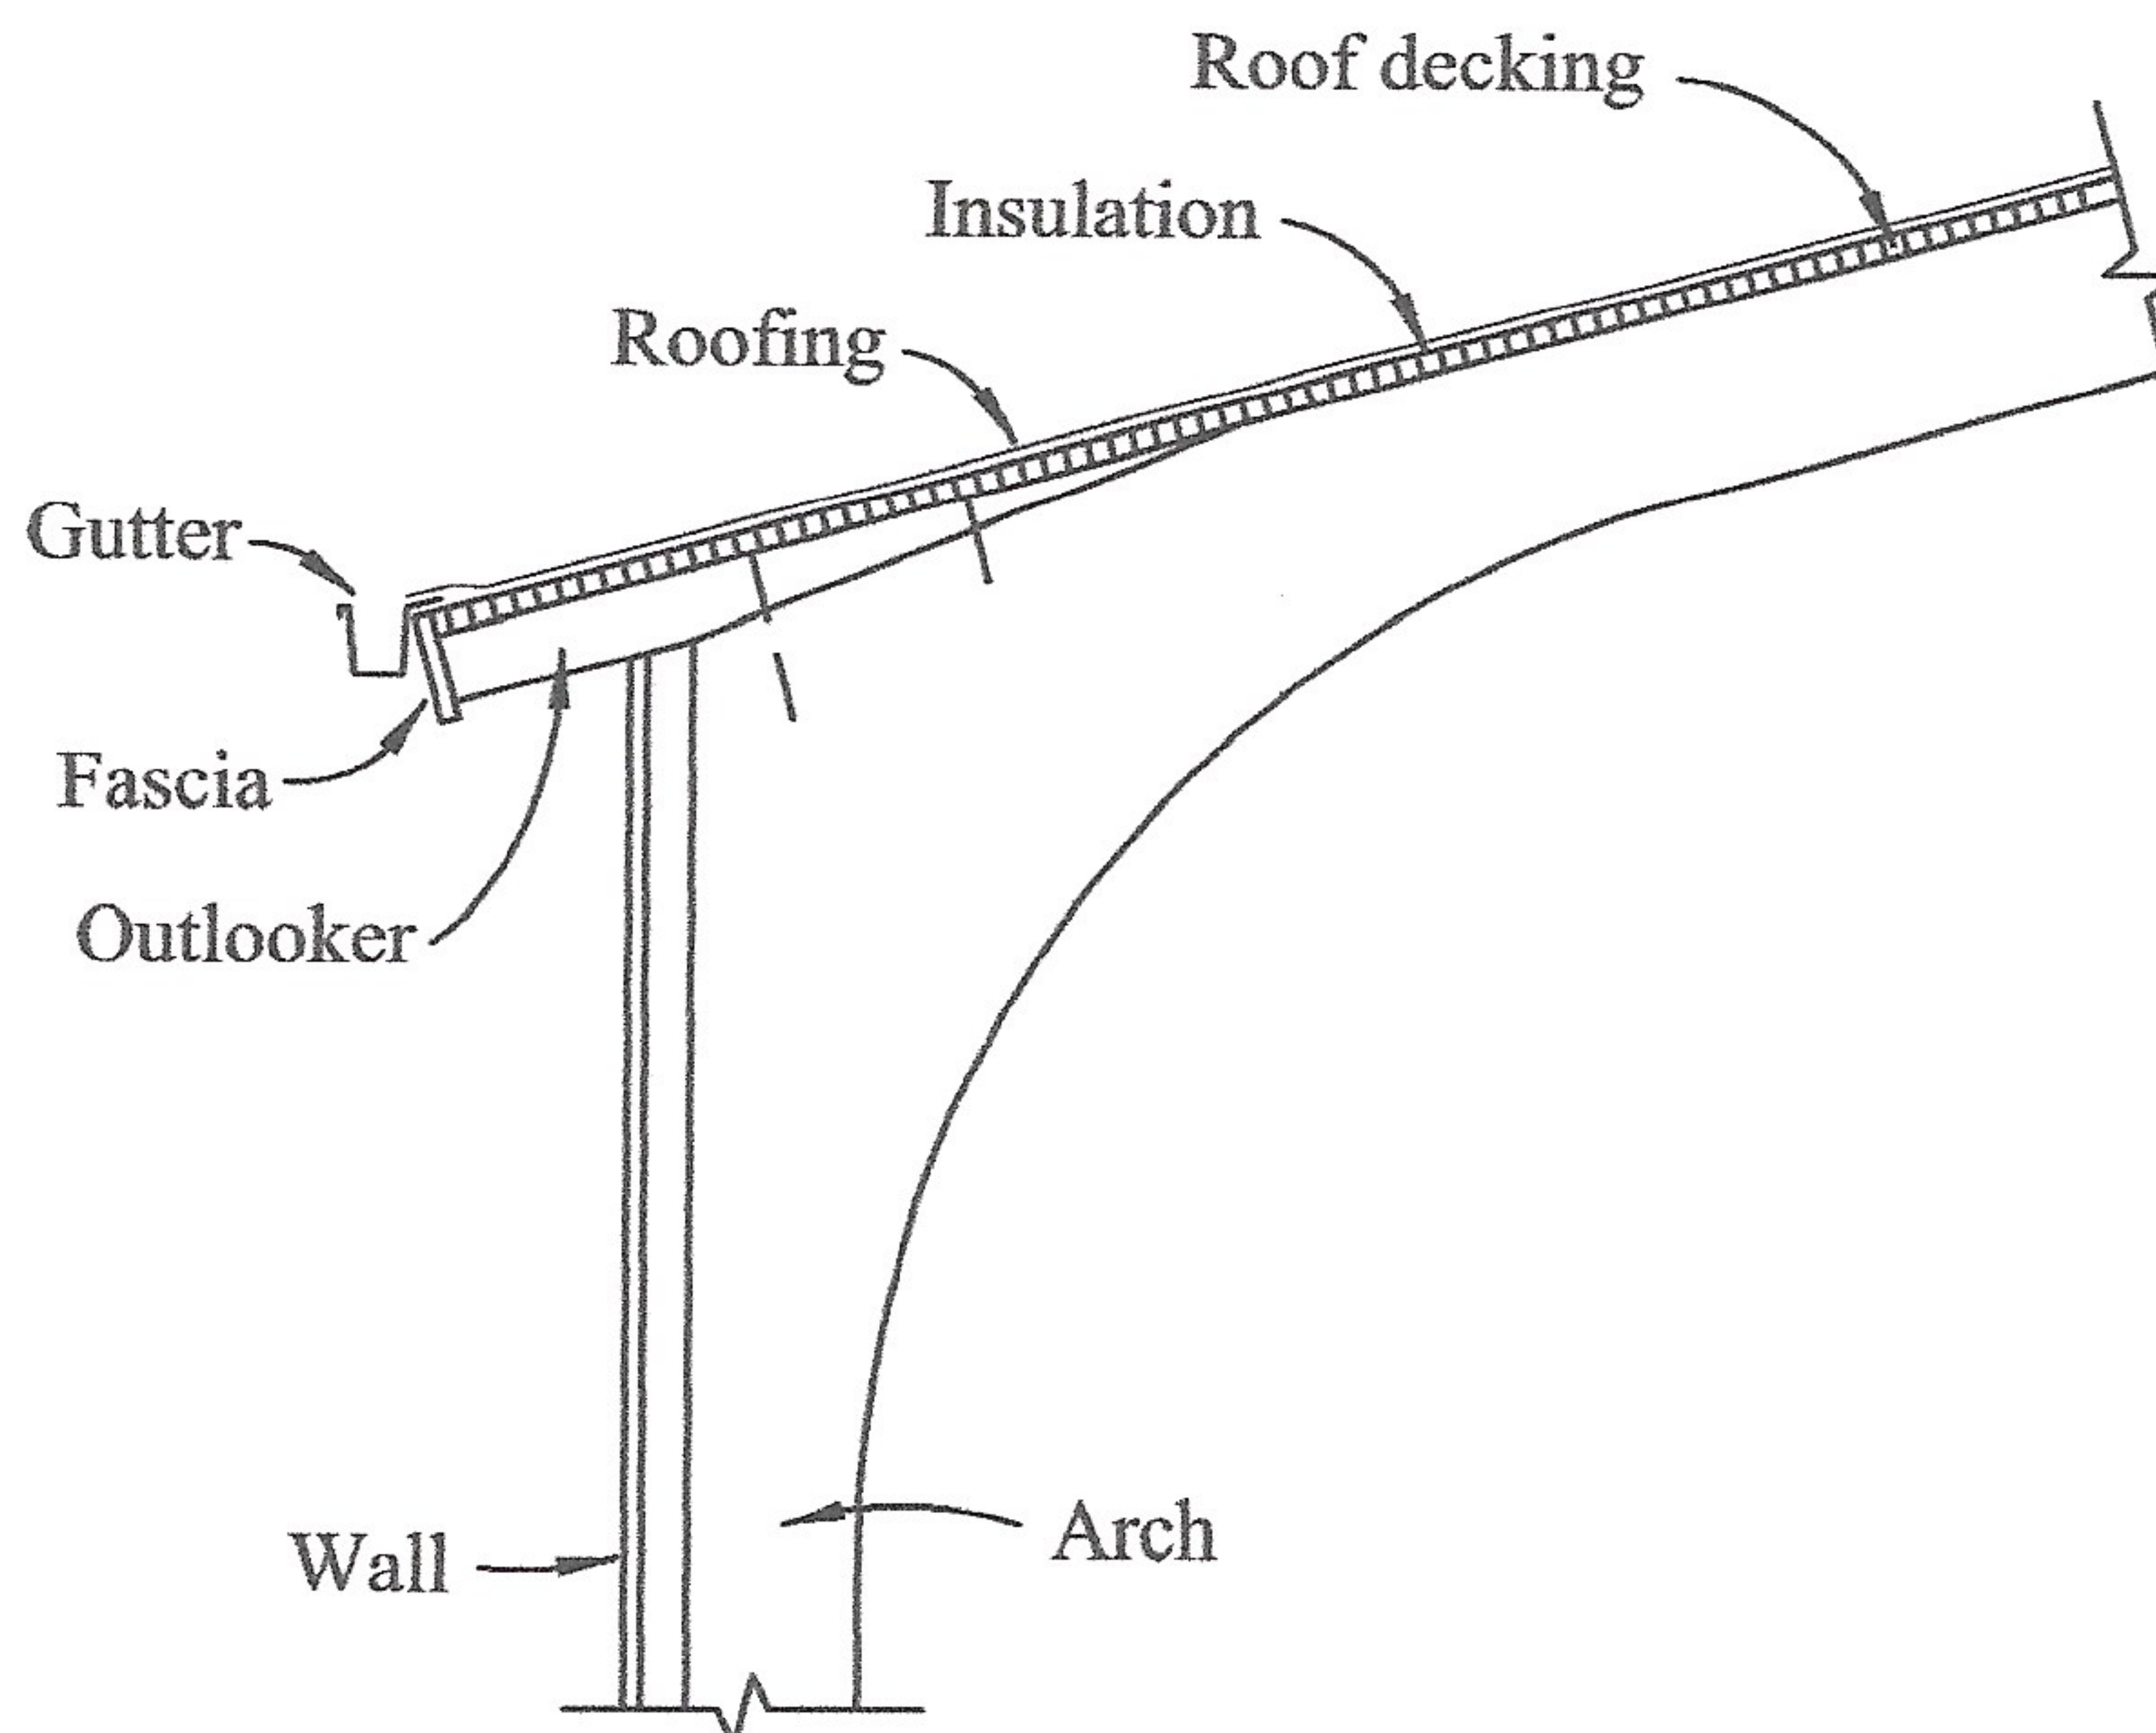 Roof decking
Insulation
Roofing
Gutter
Fascia
Outlooker
Wall
Arch